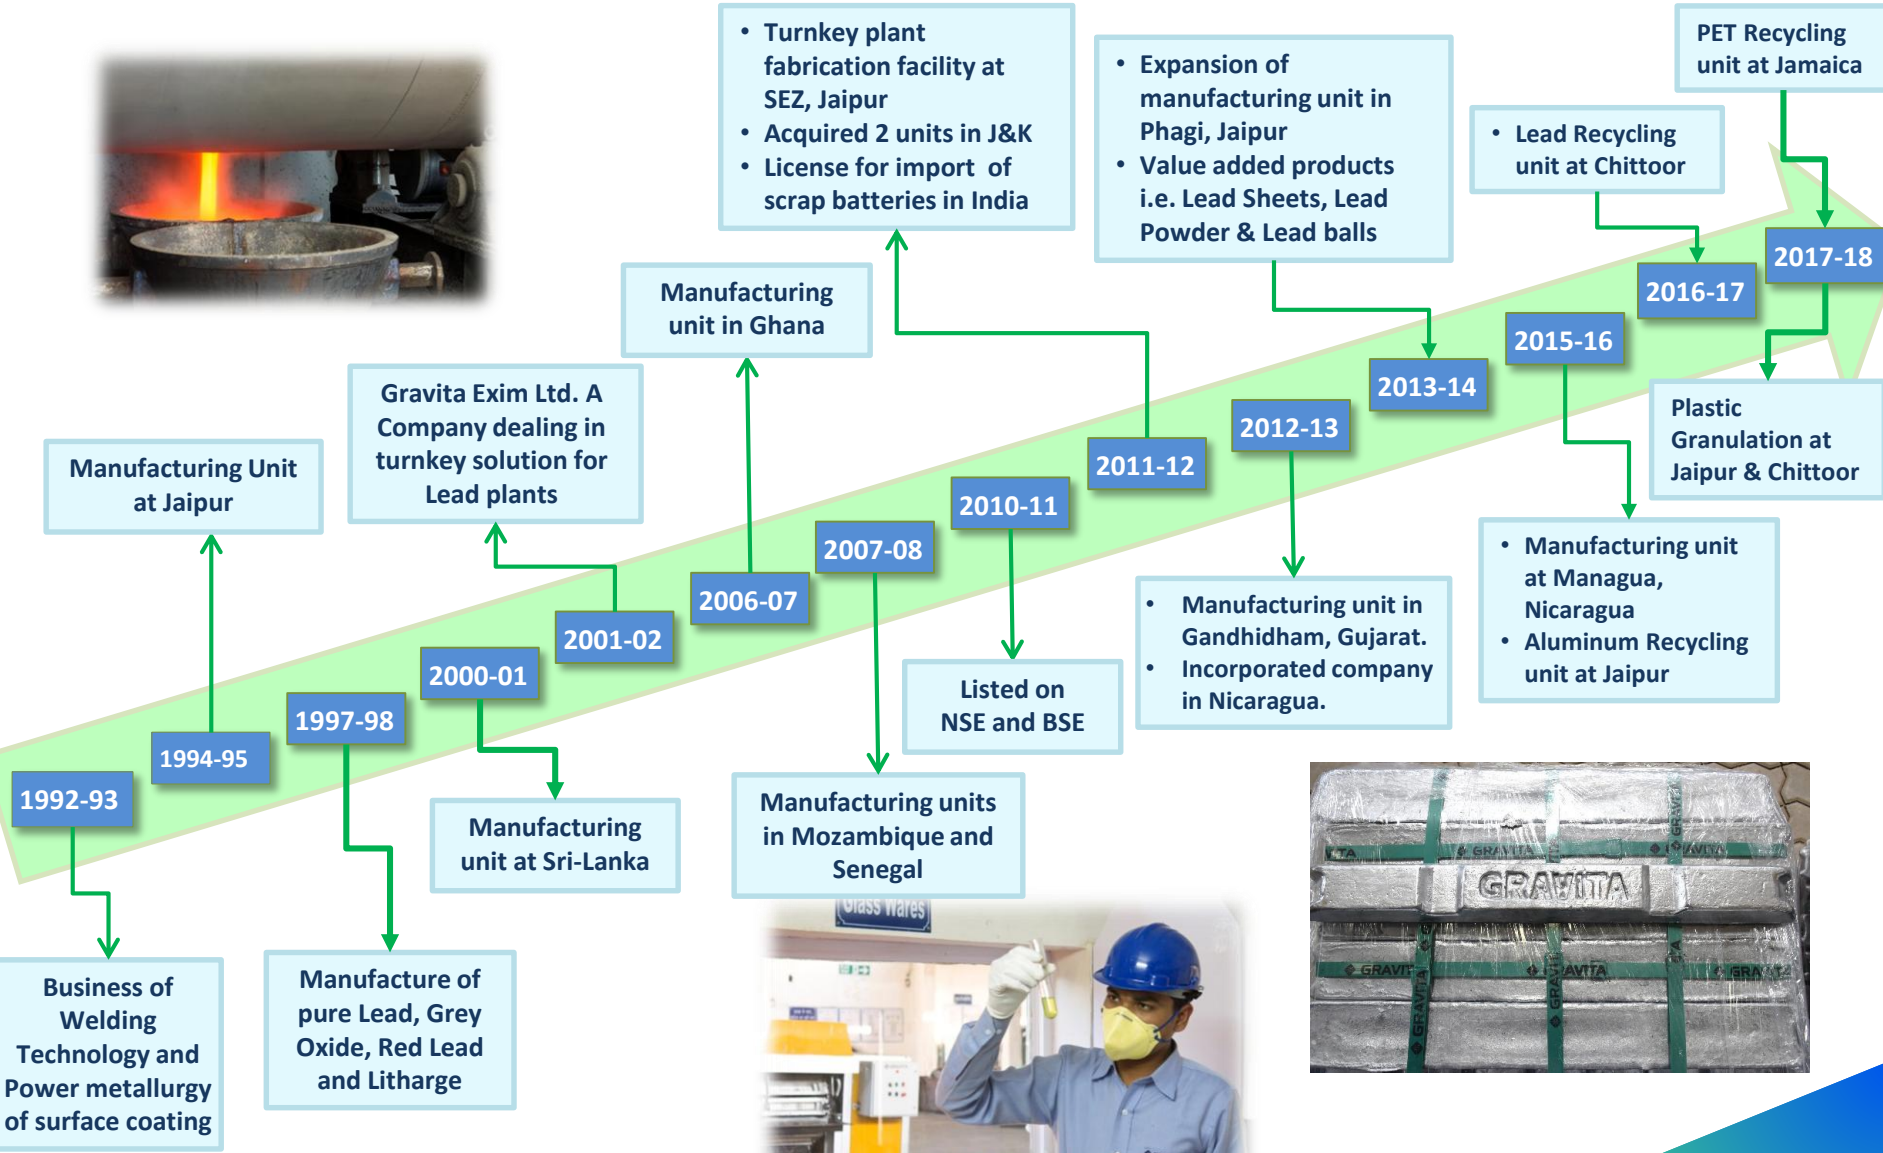 • Turnkey plant
fabrication facility at
SEZ, Jaipur
• Acquired 2 units in J&K
• License for import of
scrap batteries in India
• Expansion of
manufacturing unit in
Phagi, Jaipur
• Value added products
i.e. Lead Sheets, Lead
Powder & Lead balls
PET Recycling
unit at Jamaica
• Lead Recycling
unit at Chittoor
Manufacturing
unit in Ghana
Gravita Exim Ltd. A
Company dealing in
turnkey solution for
Lead plants
Manufacturing Unit
at Jaipur
1992-93
1994-95
1997-98
2000-01
2001-02
2006-07
2007-08
2010-11
2011-12
2012-13
2013-14
2015-16
2016-17
2017-18
Plastic
Granulation at
Jaipur & Chittoor
• Manufacturing unit
at Managua,
Nicaragua
• Aluminum Recycling
unit at Jaipur
• Manufacturing unit in
Gandhidham, Gujarat.
• Incorporated company
in Nicaragua.
Listed on
NSE and BSE
Manufacturing units
in Mozambique and
Senegal
Manufacturing
unit at Sri-Lanka
Manufacture of
pure Lead, Grey
Oxide, Red Lead
and Litharge
Business of
Welding
Technology and
Power metallurgy
of surface coating
Glass Wares
GRAVITA
GRAVITA
GRAVITA
GRAVITA
GRAVITA
GRAVITA
GRAVITA
GRAVITA